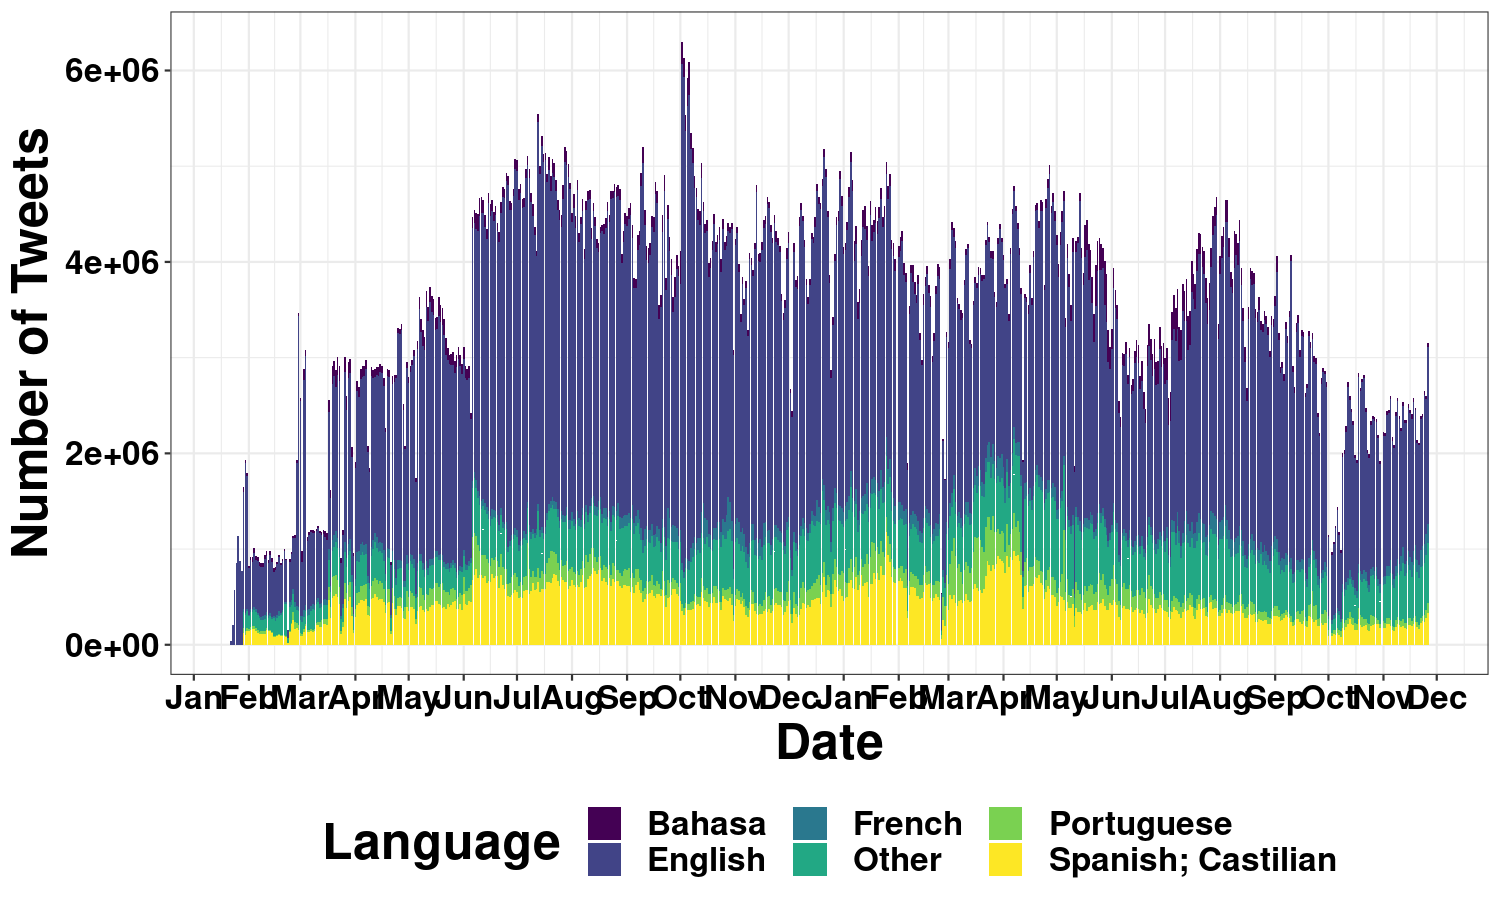 Number of Tweets
6e+06
4e+06
2e+06
0e+00
Jan Feb Mar Apr May Jun Jul Aug Sep Oct Nov Dec Jan Feb Mar Apr May Jun Jul Aug Sep Oct Nov Dec
Date
Language
Bahasa French Portuguese
English Other Spanish; Castilian